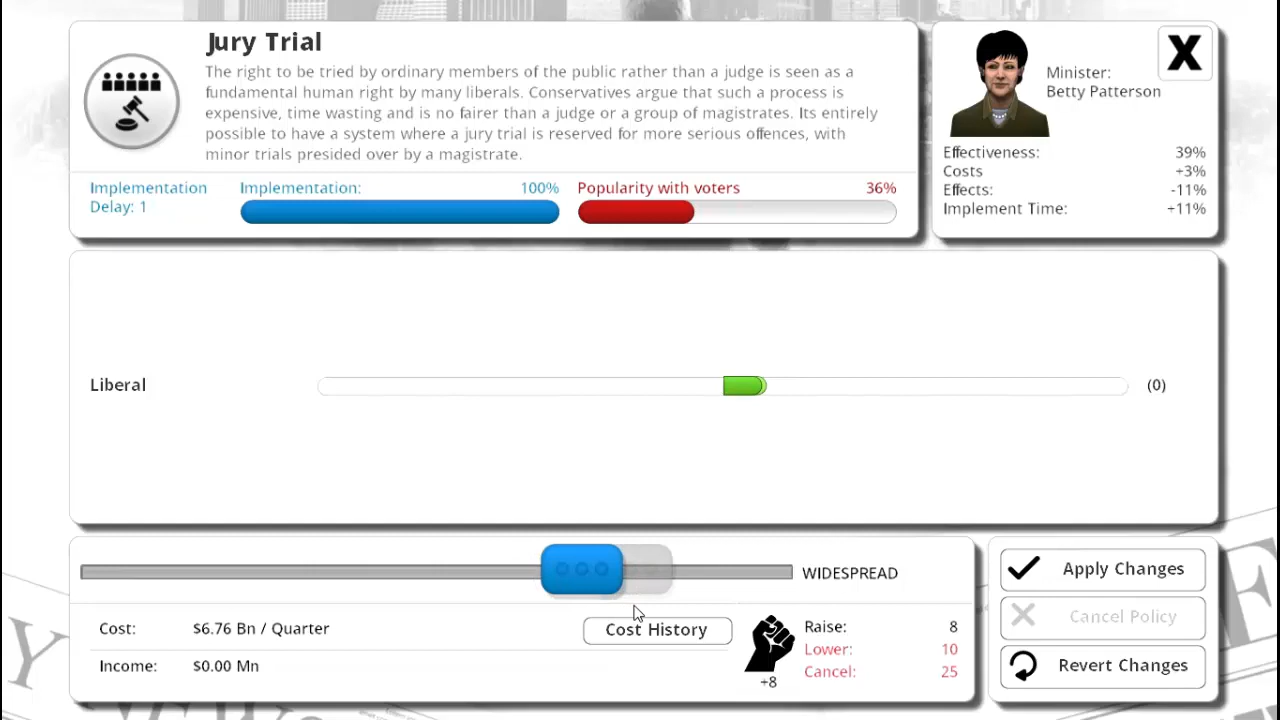 Jury Trial
The right to be tried by ordinary members of the public rather than a judge is seen as a
fundamental human right by many liberals. Conservatives argue that such a process is
expensive, time wasting and is no fairer than a judge or a group of magistrates. Its entirely
possible to have a system where a jury trial is reserved for more serious offences, with
minor trials presided over by a magistrate.
Implementation
Delay: 1
Implementation: 100%
Popularity with voters 36%
X
Minister:
Betty Patterson
Effectiveness: 39%
Costs +3%
Effects: -11%
Implement Time: +11%
Liberal (0)
WIDESPREAD
Cost: $6.76 Bn / Quarter
Income: $0.00 Mn
Cost History
+8
Raise: 8
Lower: 10
Cancel: 25
Apply Changes
Cancel Policy
Revert Changes